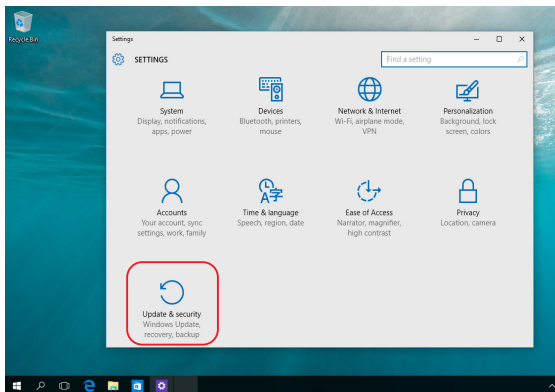 Recycle Bin
Settings
SETTINGS
Find a setting
System
Display, notifications,
apps, power
Devices
Bluetooth, printers,
mouse
Network & Internet
Wi-Fi, airplane mode,
VPN
Personalization
Background, lock
screen, colors
Accounts
Your account, sync
settings, work, family
Time & language
Speech, region, date
Ease of Access
Narrator, magnifier,
high contrast
Privacy
Location, camera
Update & security
Windows Update,
recovery, backup